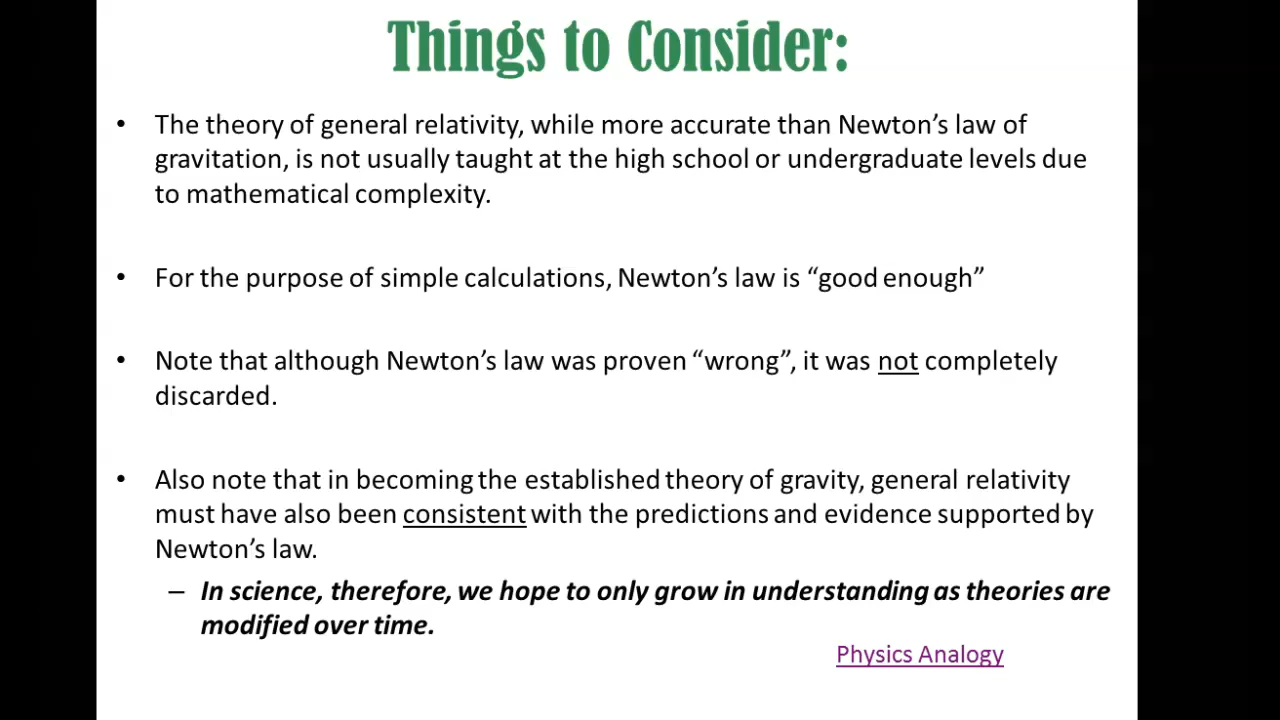 Things to Consider:
• The theory of general relativity, while more accurate than Newton’s law of
gravitation, is not usually taught at the high school or undergraduate levels due
to mathematical complexity.
• For the purpose of simple calculations, Newton’s law is “good enough”
• Note that although Newton’s law was proven “wrong”, it was not completely
discarded.
• Also note that in becoming the established theory of gravity, general relativity
must have also been consistent with the predictions and evidence supported by
Newton’s law.
– In science, therefore, we hope to only grow in understanding as theories are
modified over time.
Physics Analogy